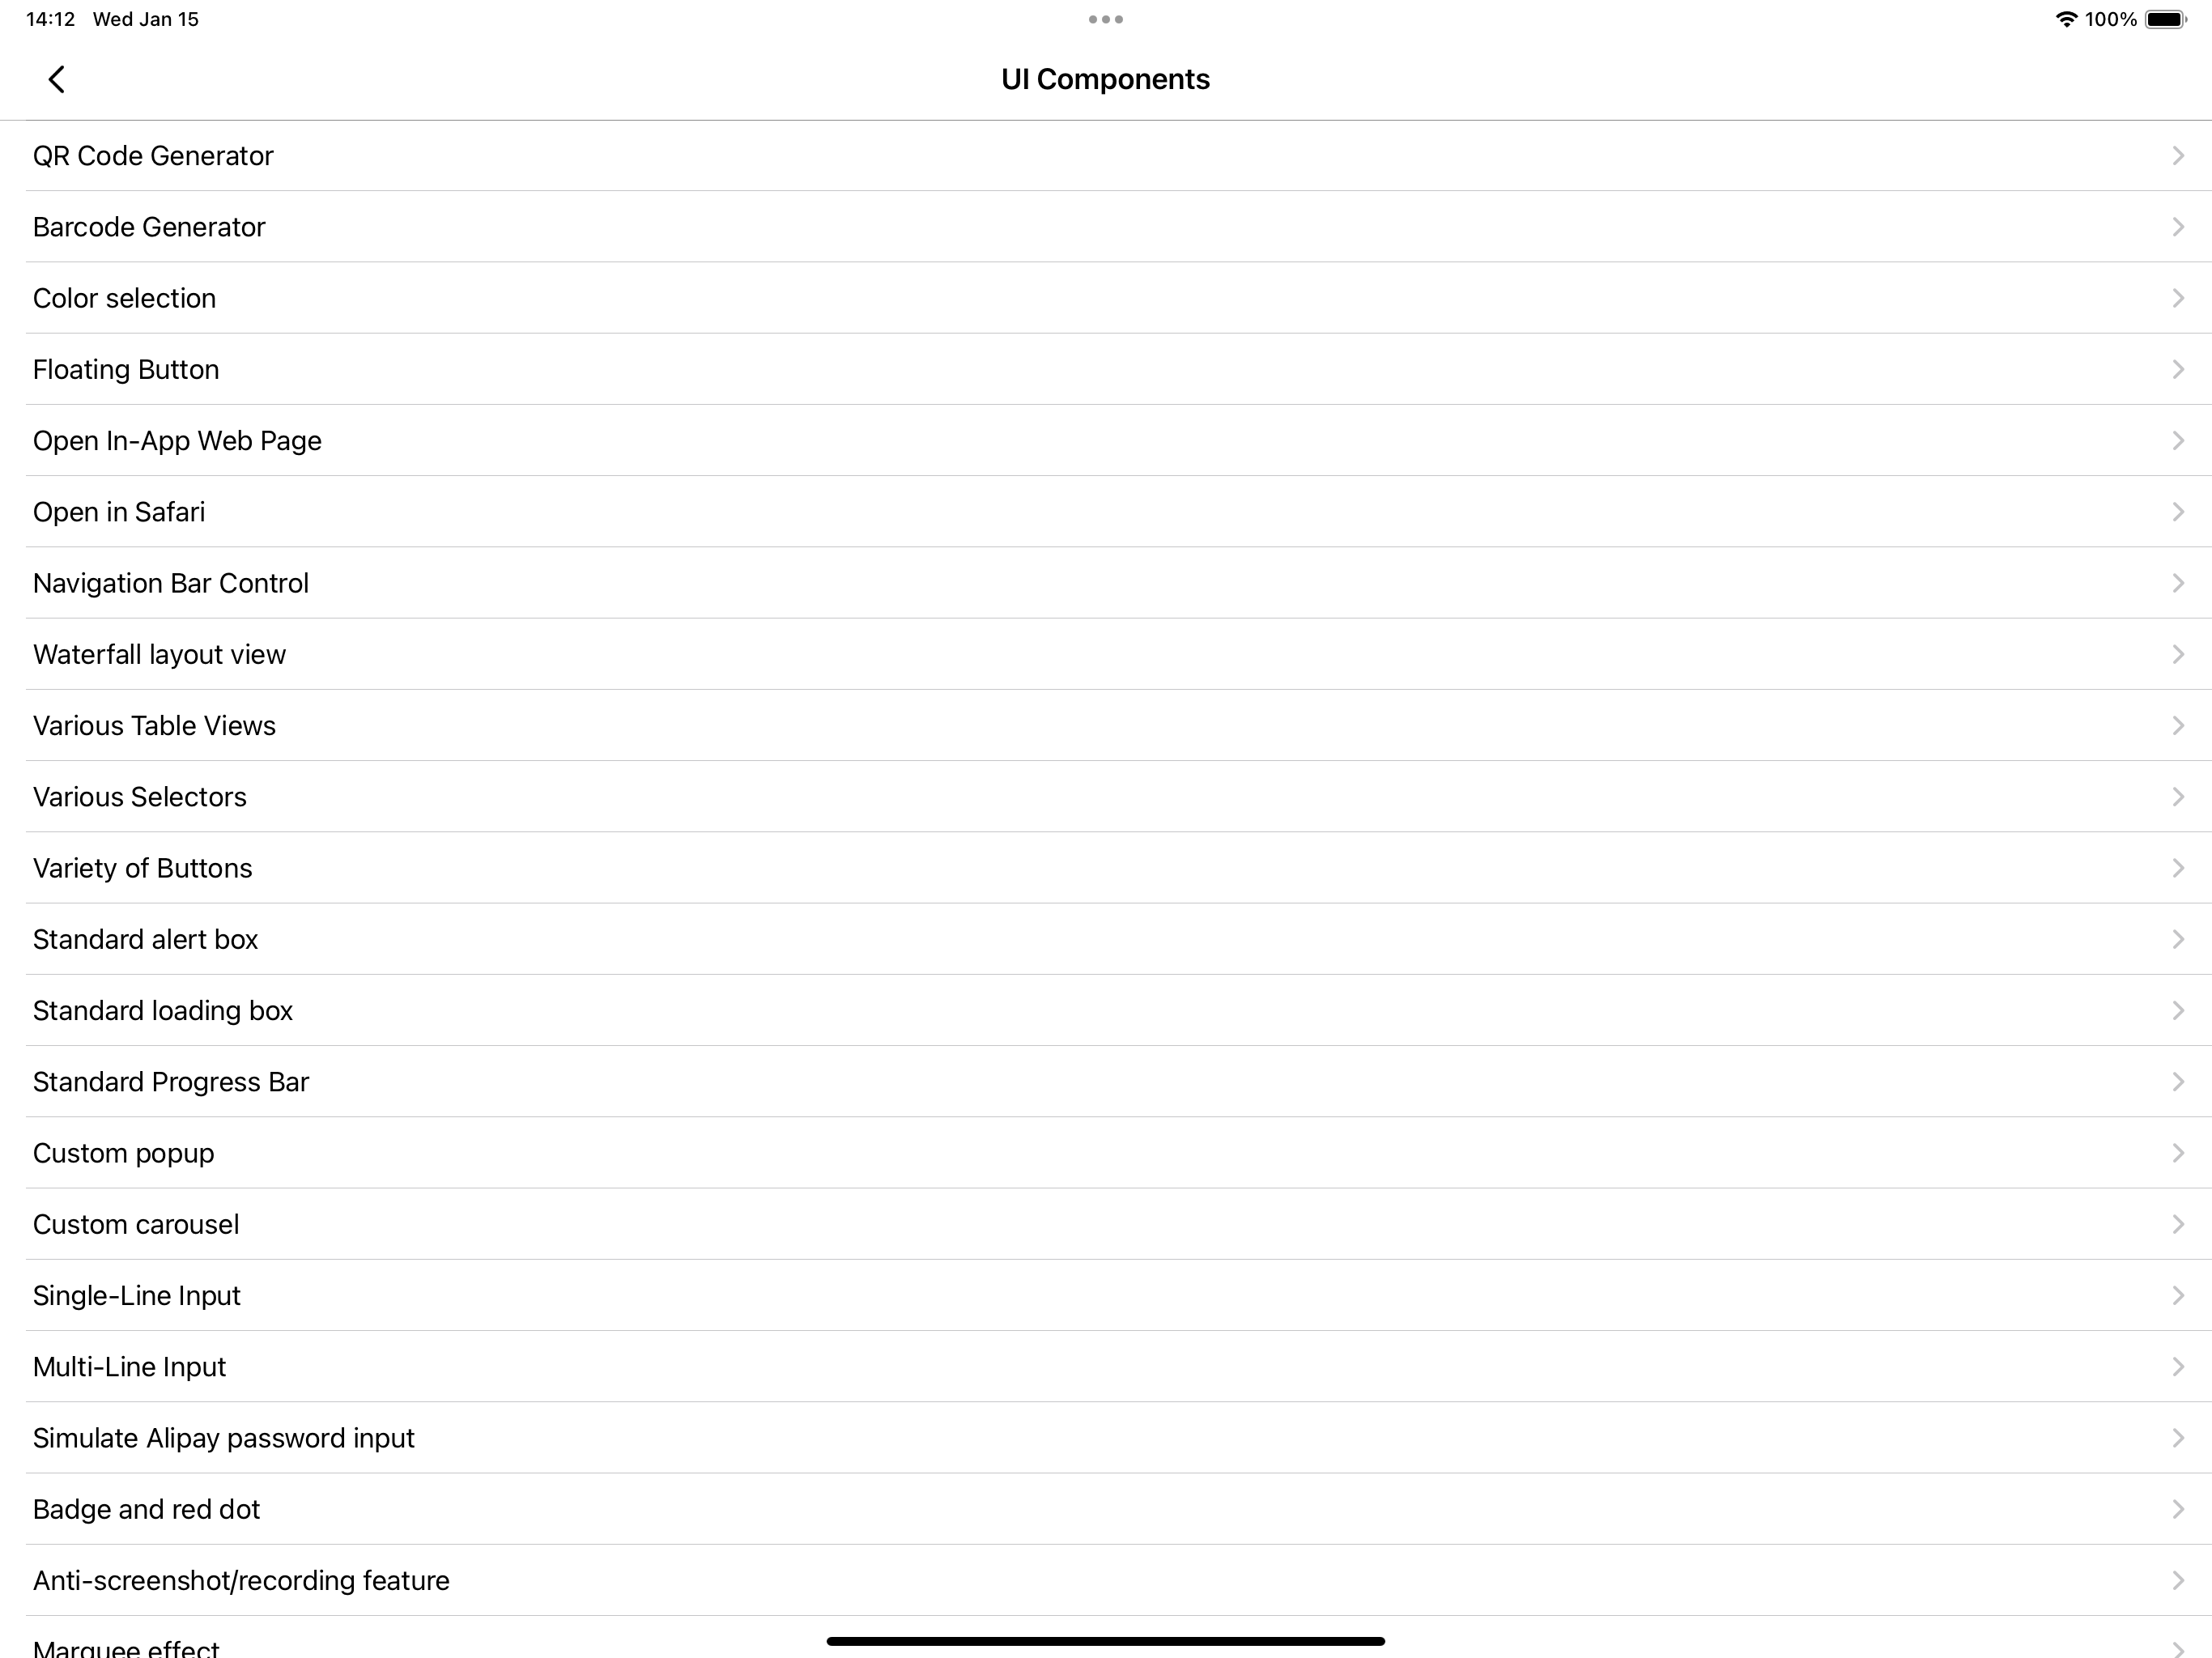 14:12 Wed Jan 15
100%
UI Components
QR Code Generator
Barcode Generator
Color selection
Floating Button
Open In-App Web Page
Open in Safari
Navigation Bar Control
Waterfall layout view
Various Table Views
Various Selectors
Variety of Buttons
Standard alert box
Standard loading box
Standard Progress Bar
Custom popup
Custom carousel
Single-Line Input
Multi-Line Input
Simulate Alipay password input
Badge and red dot
Anti-screenshot/recording feature
Marquee effect